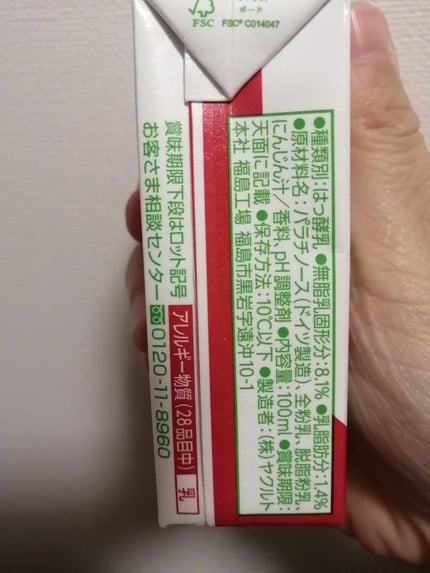 FSC
FSC® C014047
●種類別:はっ酵乳 ●無脂乳固形分:8.1% ●乳脂肪分:1.4%
●原材料名:パラチノース(ドイツ製造)、全粉乳、脱脂粉乳、
にんじん汁/香料、pH調整剤 ●内容量:100ml ●賞味期限:
天面に記載 ●保存方法:10℃以下 ●製造者:(株)ヤクルト
本社 福島工場 福島市黒岩字遠沖10-1
アレルギー物質(28品目中) 乳
賞味期限下段はロット記号
お客さま相談センター 0120-11-8960